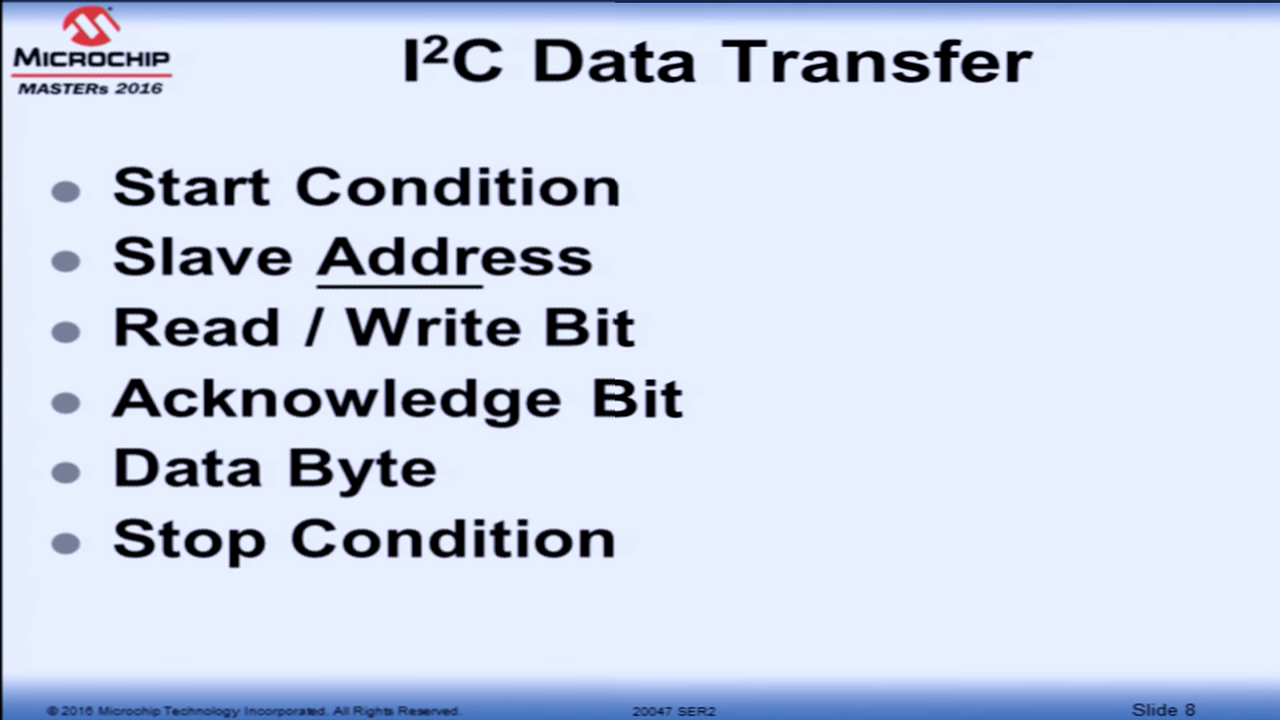 MICROCHIP
MASTERs 2016
I²C Data Transfer
Start Condition
Slave Address
Read / Write Bit
Acknowledge Bit
Data Byte
Stop Condition
© 2016 Microchip Technology Incorporated. All Rights Reserved.
20047 SER2
Slide 8